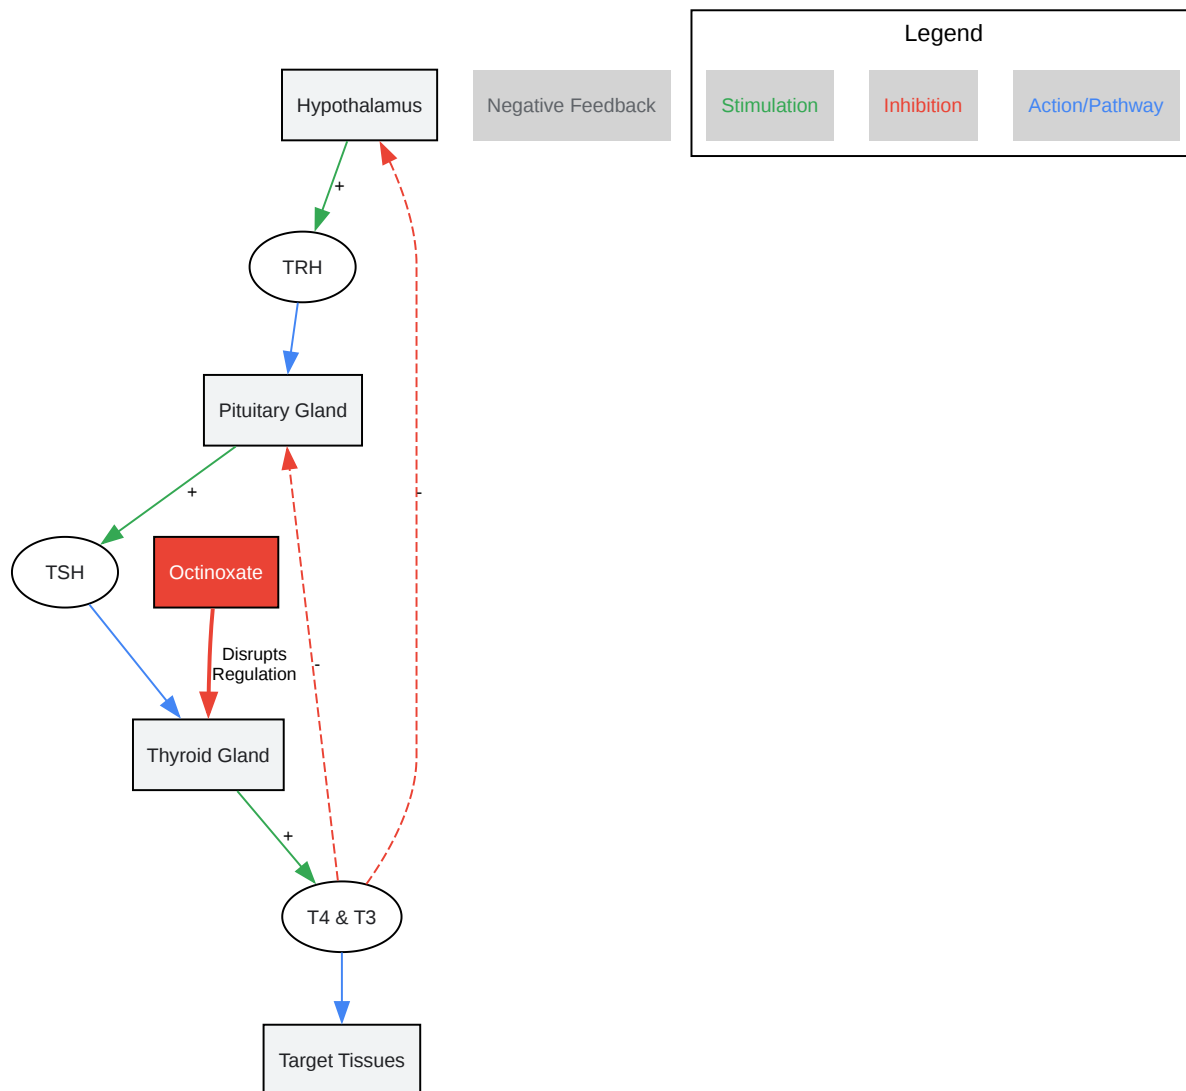 Legend
Hypothalamus
Negative Feedback
Stimulation
Inhibition
Action/Pathway
+
TRH
Pituitary Gland
+
-
TSH
Octinoxate
Disrupts
Regulation
-
Thyroid Gland
+
T4 & T3
Target Tissues